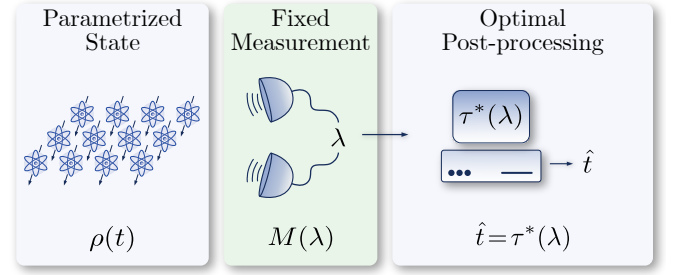 Parametrized
State
ρ(t)
Fixed
Measurement
λ
M(λ)
Optimal
Post-processing
τ*(λ)
t̂
t̂=τ*(λ)